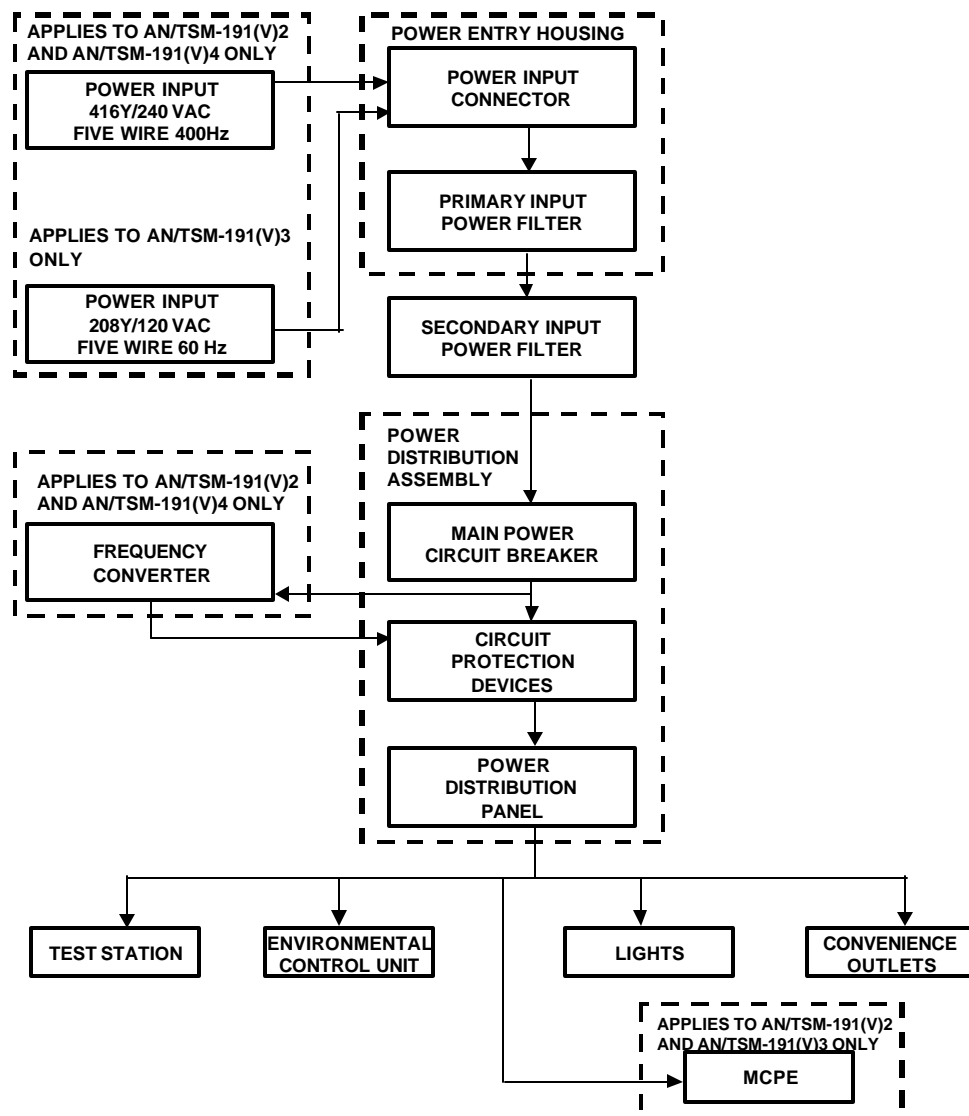 APPLIES TO AN/TSM-191(V)2
AND AN/TSM-191(V)4 ONLY
POWER INPUT
416Y/240 VAC
FIVE WIRE 400Hz
APPLIES TO AN/TSM-191(V)3
ONLY
POWER INPUT
208Y/120 VAC
FIVE WIRE 60 Hz
POWER ENTRY HOUSING
POWER INPUT
CONNECTOR
PRIMARY INPUT
POWER FILTER
SECONDARY INPUT
POWER FILTER
POWER
DISTRIBUTION
ASSEMBLY
MAIN POWER
CIRCUIT BREAKER
APPLIES TO AN/TSM-191(V)2
AND AN/TSM-191(V)4 ONLY
FREQUENCY
CONVERTER
CIRCUIT
PROTECTION
DEVICES
POWER
DISTRIBUTION
PANEL
TEST STATION
ENVIRONMENTAL
CONTROL UNIT
LIGHTS
CONVENIENCE
OUTLETS
APPLIES TO AN/TSM-191(V)2
AND AN/TSM-191(V)3 ONLY
MCPE